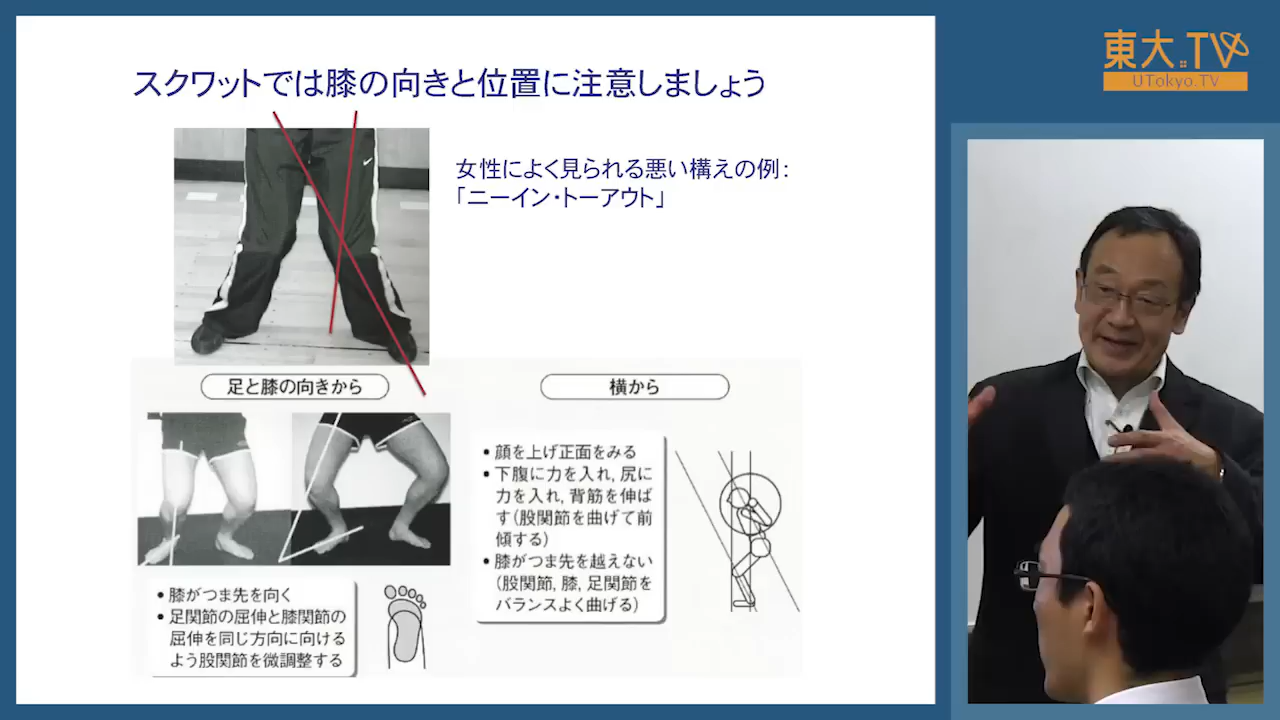 スクワットでは膝の向きと位置に注意しましょう
女性によく見られる悪い構えの例:
「ニーイン・トーアウト」
足と膝の向きから
• 膝がつま先を向く
• 足関節の屈伸と膝関節の
屈伸を同じ方向に向ける
よう股関節を微調整する
横から
• 顔を上げ正面をみる
• 下腹に力を入れ, 尻に
力を入れ, 背筋を伸ば
す(股関節を曲げて前
傾する)
• 膝がつま先を越えない
(股関節, 膝, 足関節を
バランスよく曲げる)
東大.TV
UTokyo.TV